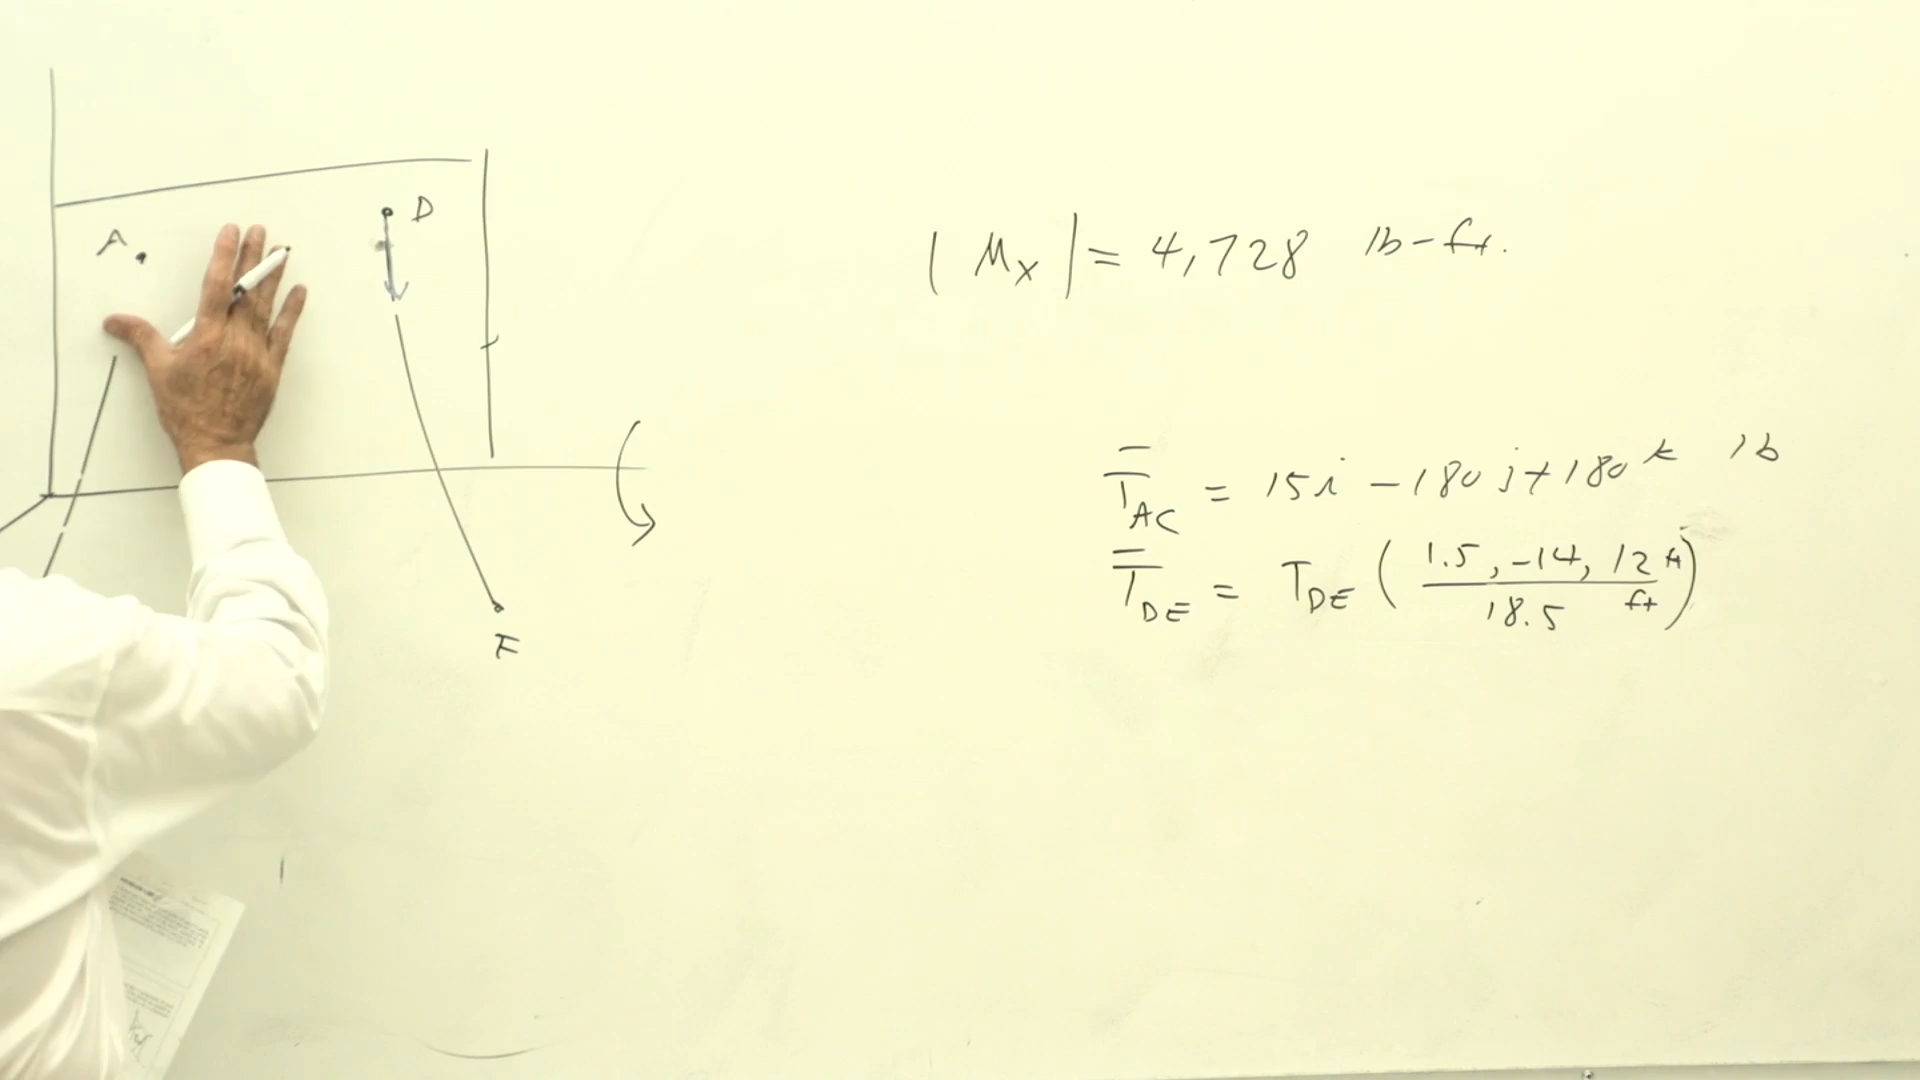 D
A
|Mx| = 4,728 lb-ft.
T̄AC = 15i - 180j + 180k lb
T̄DE = TDE (1.5, -14, 12 ft / 18.5 ft)
E